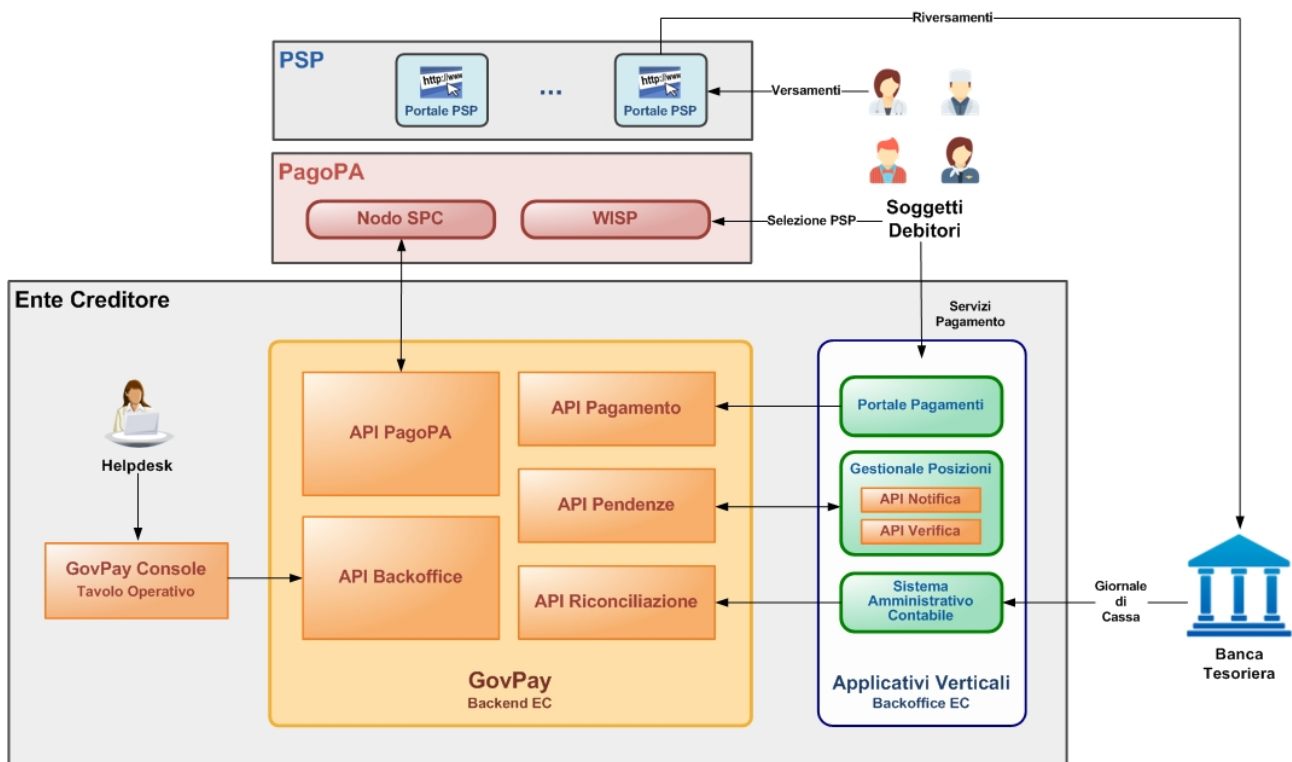 Riversamenti
PSP
http://www
Portale PSP
...
http://www
Portale PSP
Versamenti
PagoPA
Nodo SPC
WISP
Selezione PSP
Soggetti
Debitori
Ente Creditore
Servizi
Pagamento
Helpdesk
GovPay Console
Tavolo Operativo
API PagoPA
API Backoffice
API Pagamento
API Pendenze
API Riconciliazione
GovPay
Backend EC
Portale Pagamenti
Gestionale Posizioni
API Notifica
API Verifica
Sistema
Amministrativo
Contabile
Applicativi Verticali
Backoffice EC
Giornale
di
Cassa
Banca
Tesoriera